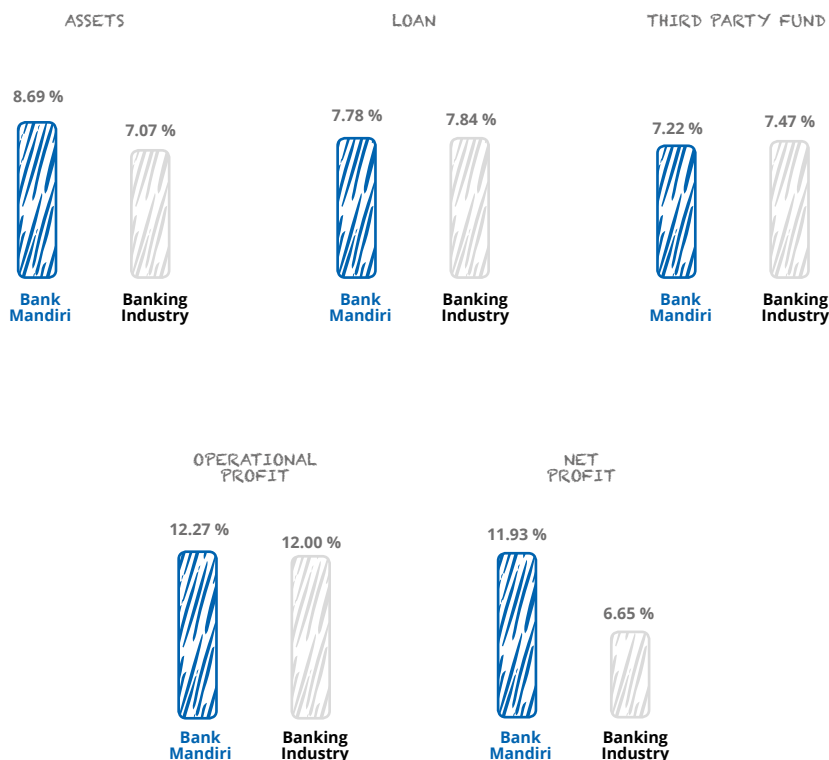 ASSETS
8.69 %
7.07 %
Bank
Mandiri
Banking
Industry
LOAN
7.78 %
7.84 %
Bank
Mandiri
Banking
Industry
THIRD PARTY FUND
7.22 %
7.47 %
Bank
Mandiri
Banking
Industry
OPERATIONAL
PROFIT
12.27 %
12.00 %
Bank
Mandiri
Banking
Industry
NET
PROFIT
11.93 %
6.65 %
Bank
Mandiri
Banking
Industry